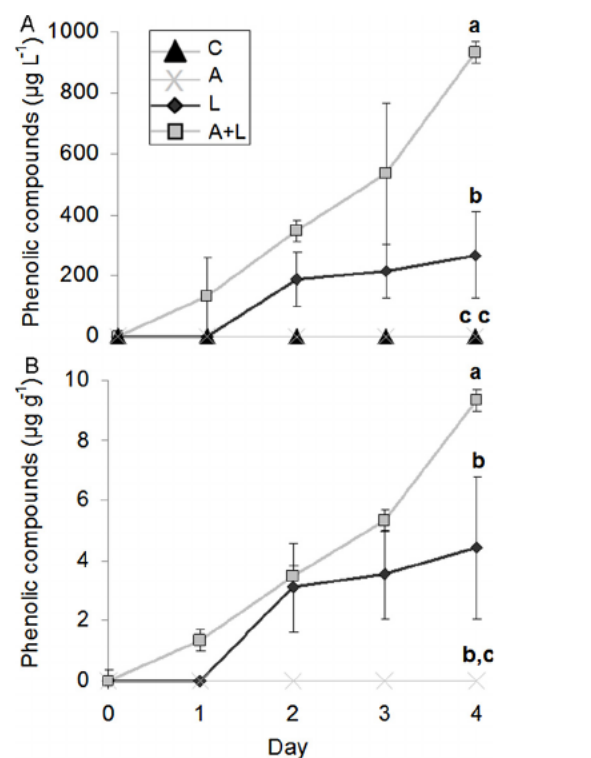 A
Phenolic compounds (µg L⁻¹)
1000
800
600
400
200
0
C
A
L
A+L
a
b
c c
B
Phenolic compounds (µg g⁻¹)
10
8
6
4
2
0
a
b
b,c
0 1 2 3 4
Day